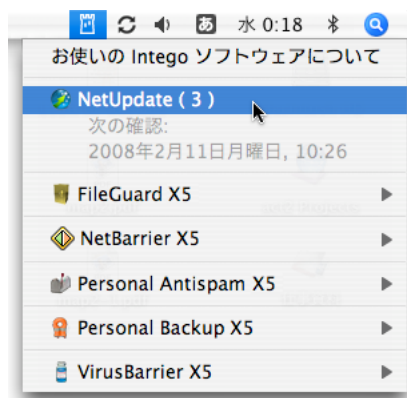 あ 水 0:18
お使いの Intego ソフトウェアについて
NetUpdate ( 3 )
次の確認:
2008年2月11日月曜日, 10:26
FileGuard X5
NetBarrier X5
Personal Antispam X5
Personal Backup X5
VirusBarrier X5